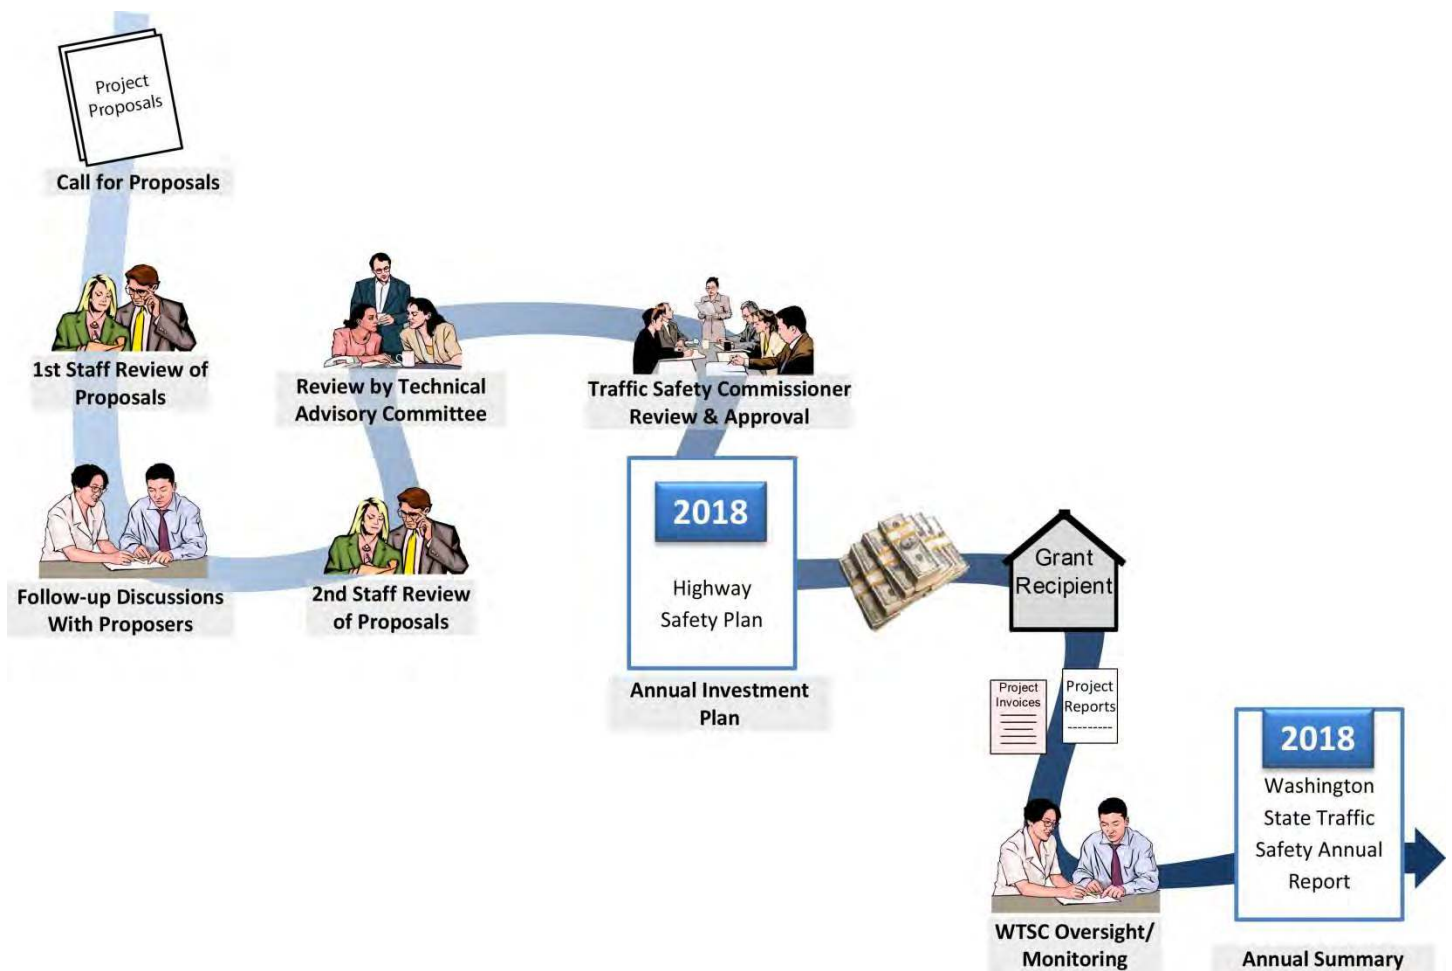 Project
Proposals
Call for Proposals
1st Staff Review of
Proposals
Follow-up Discussions
With Proposers
2nd Staff Review
of Proposals
Review by Technical
Advisory Committee
Traffic Safety Commissioner
Review & Approval
2018
Highway
Safety Plan
Annual Investment
Plan
Grant
Recipient
Project
Invoices
Project
Reports
---------
WTSC Oversight/
Monitoring
2018
Washington
State Traffic
Safety Annual
Report
Annual Summary